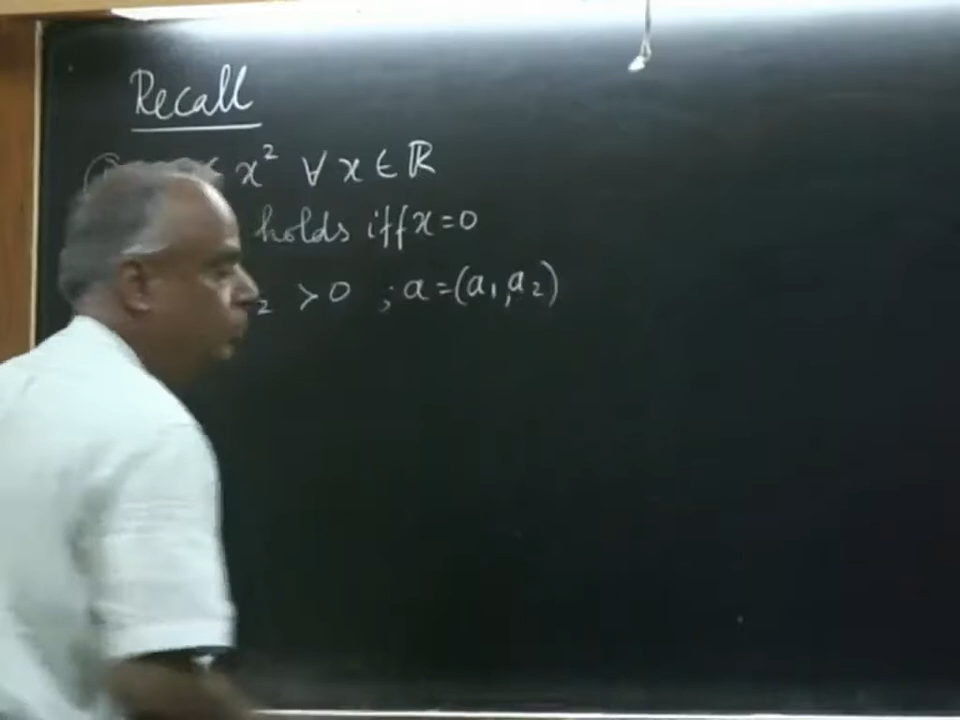 Recall
≤ x² ∀ x ∈ ℝ
holds iff x = 0
₂ > 0 ; a = (a₁, a₂)